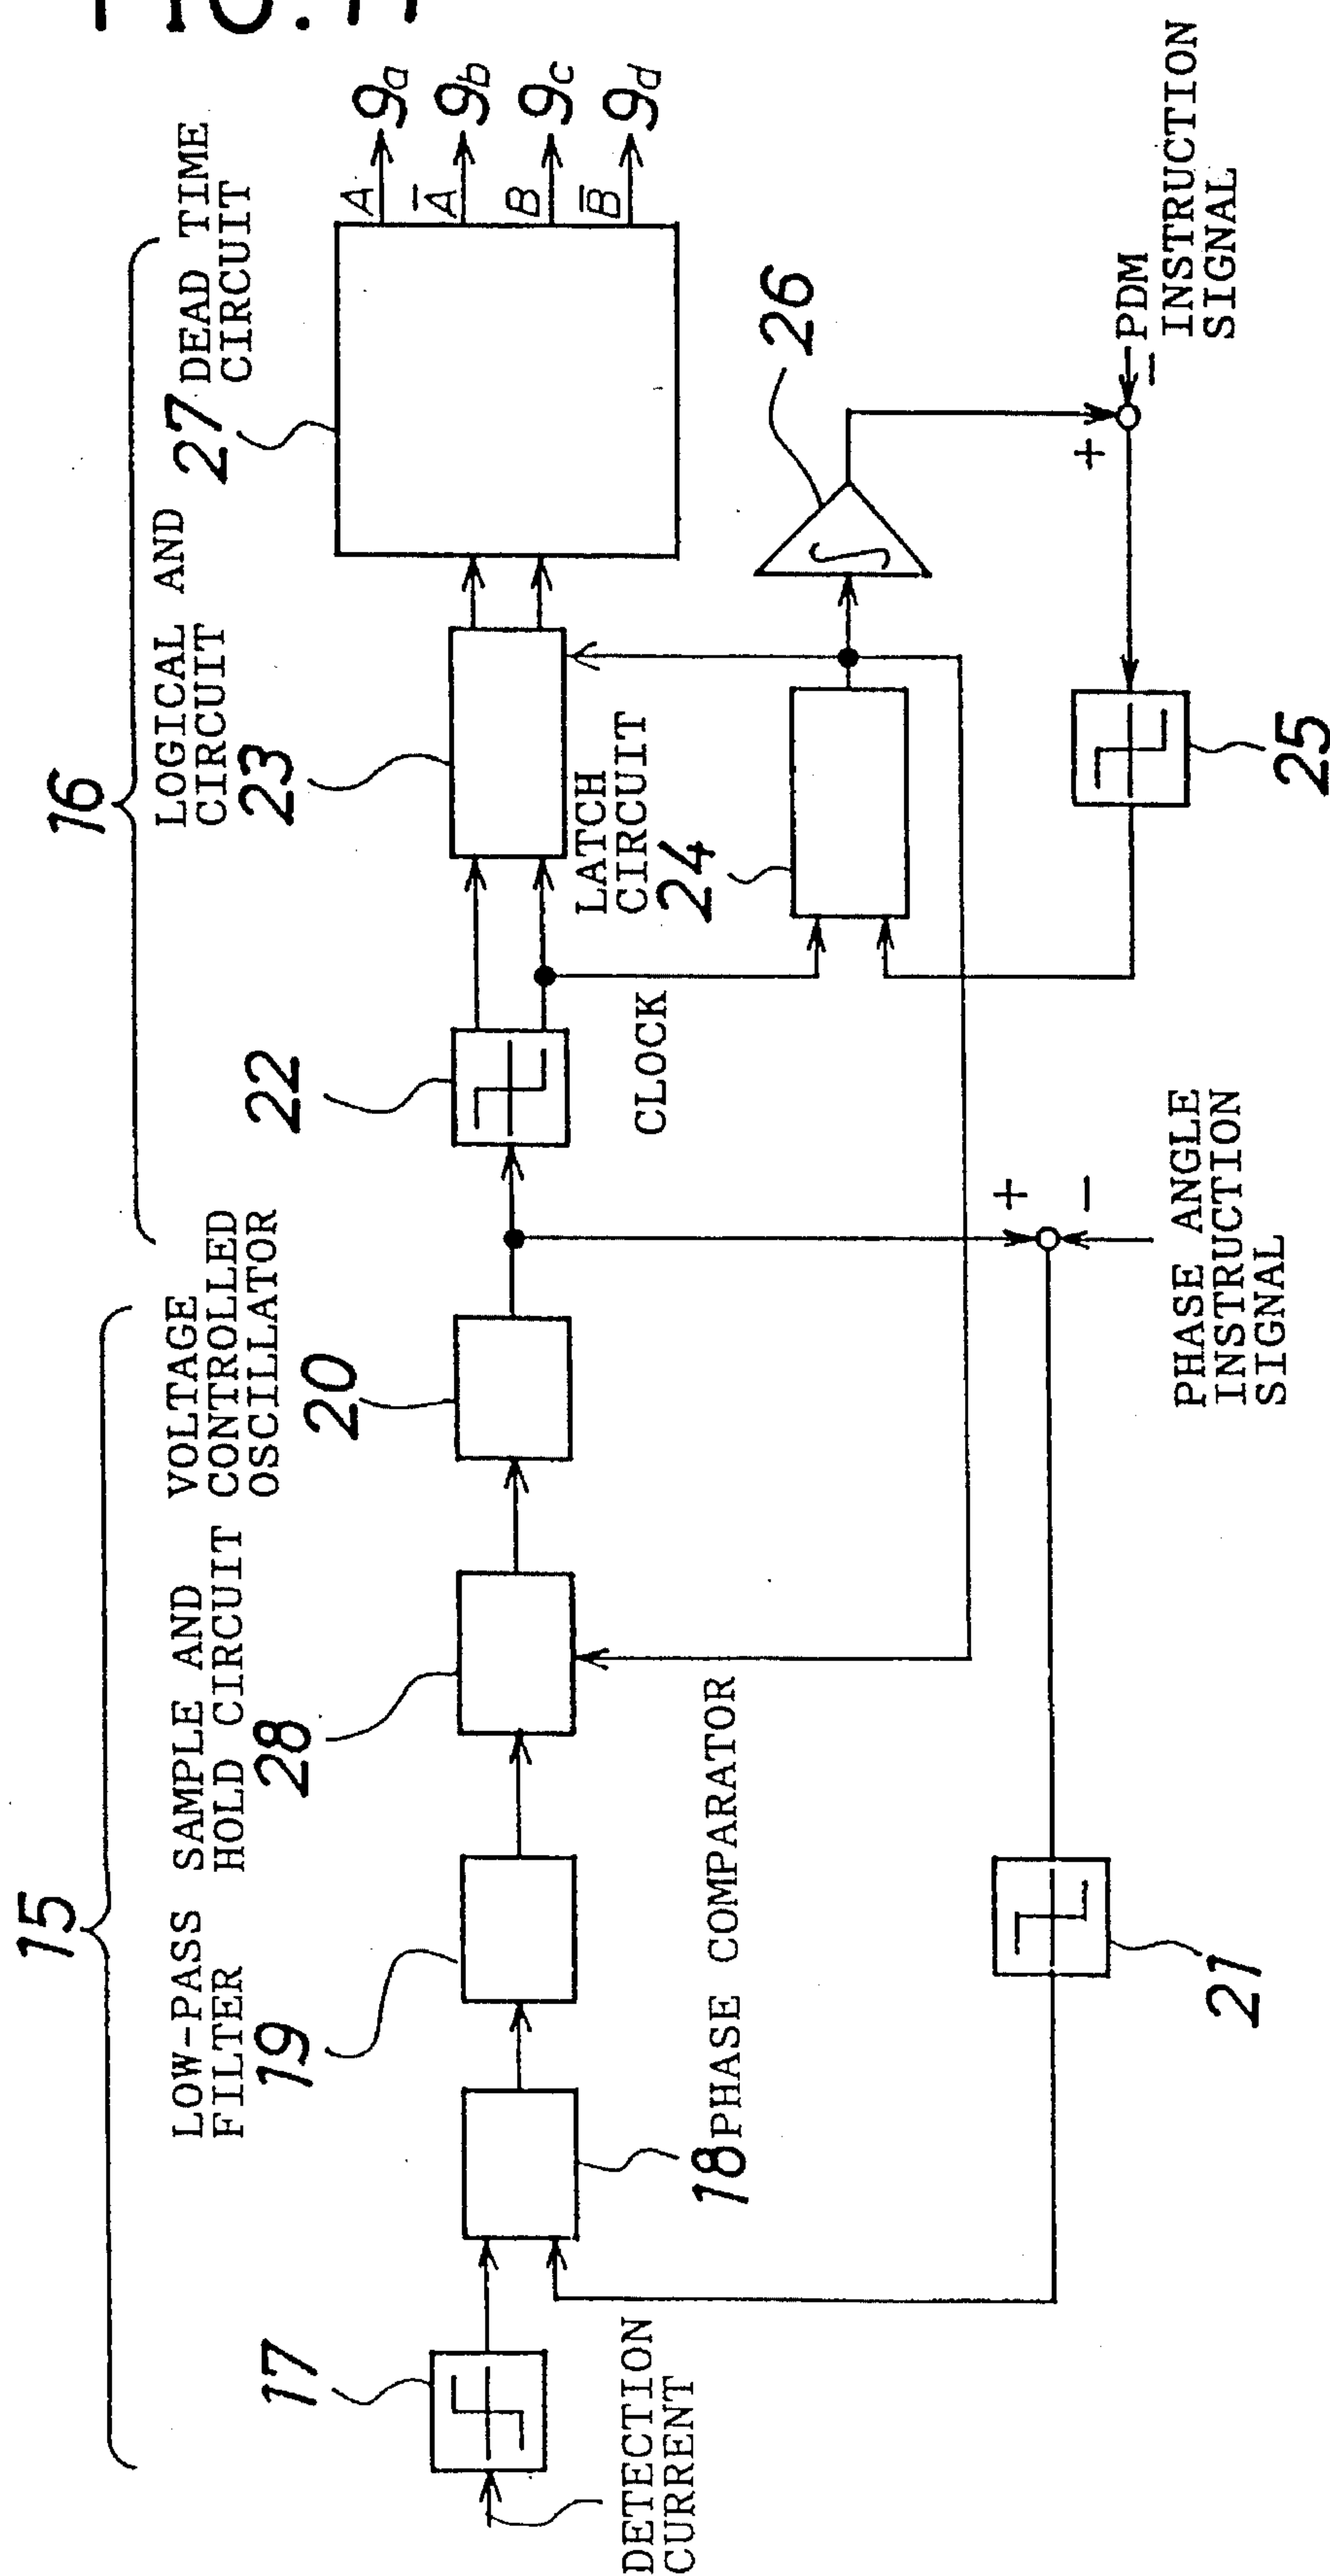 FIG. 11
15
16
LOW-PASS
FILTER
19
SAMPLE AND
HOLD CIRCUIT
28
VOLTAGE
CONTROLLED
OSCILLATOR
20
22
LOGICAL AND
CIRCUIT
23
27 DEAD TIME
CIRCUIT
A
9a
A̅
9b
B
9c
B̅
9d
17
DETECTION
CURRENT
18 PHASE COMPARATOR
CLOCK
LATCH
CIRCUIT
24
∫
26
+
−
PDM
INSTRUCTION
SIGNAL
25
+
−
PHASE ANGLE
INSTRUCTION
SIGNAL
21